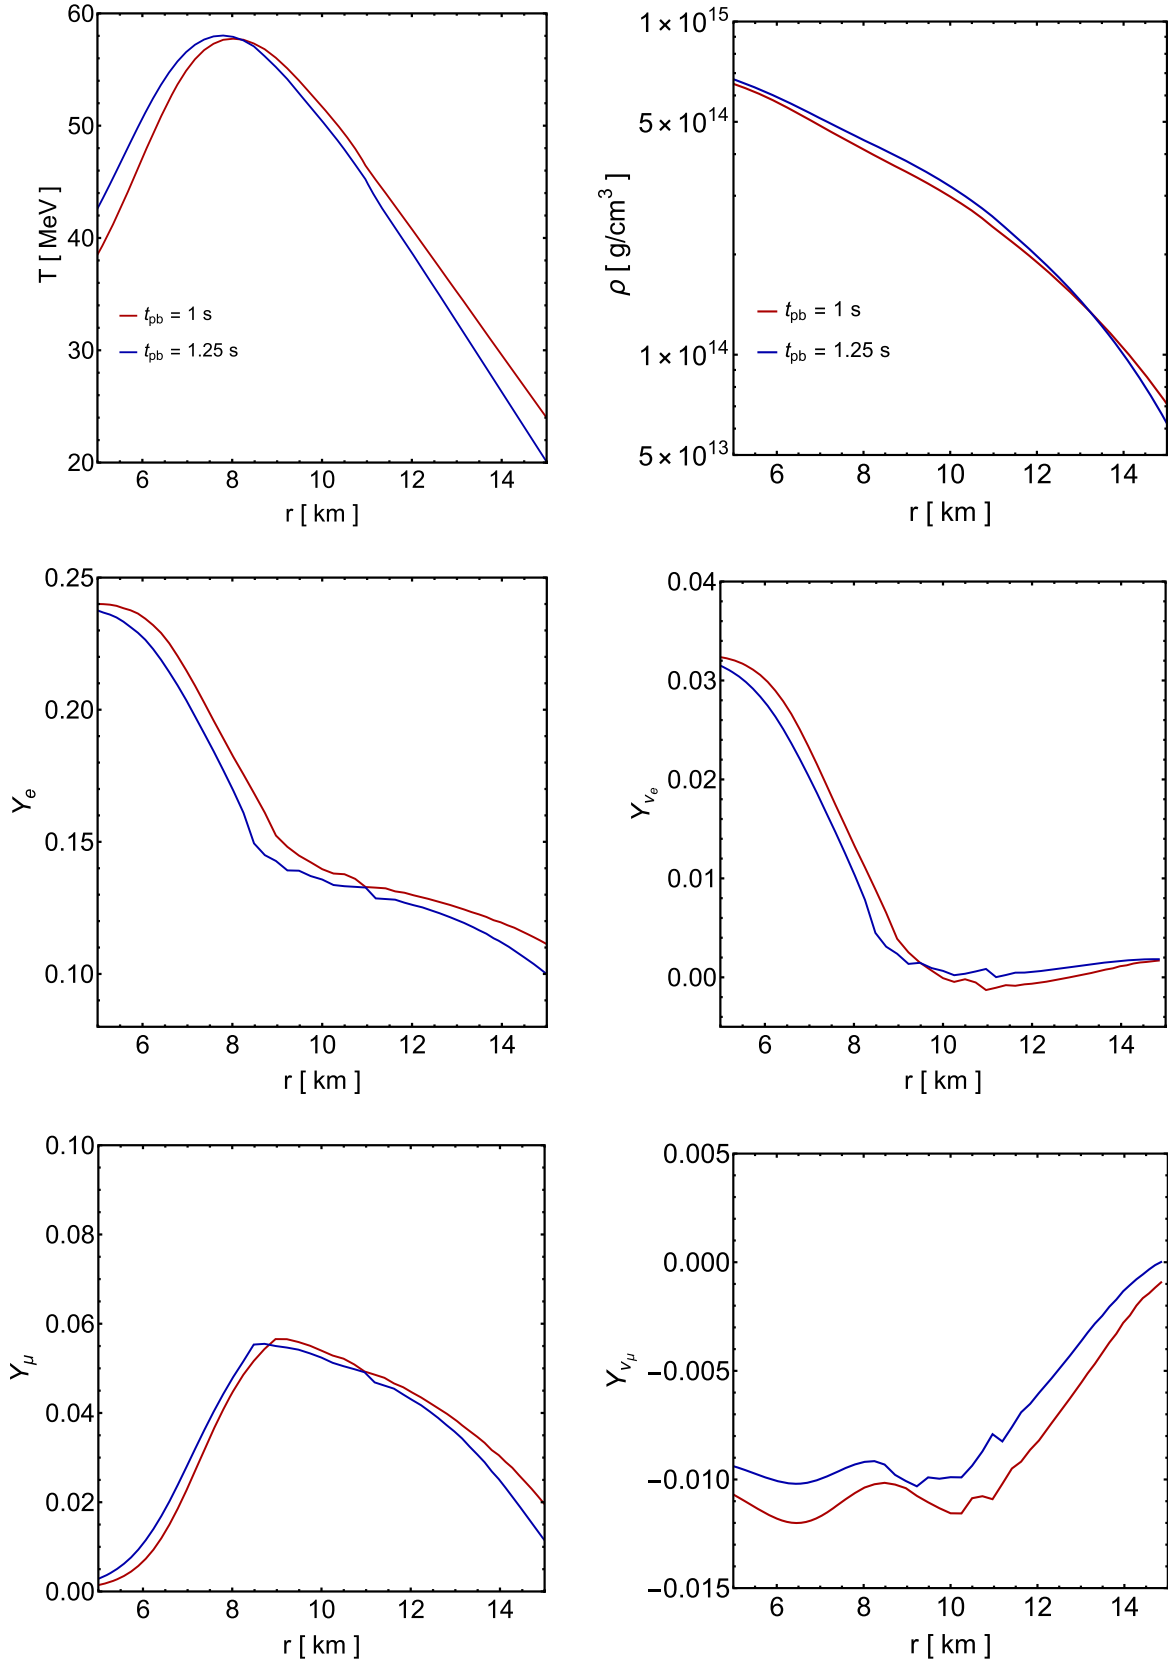 60
50
40
30
20
T [ MeV ]
t_pb = 1 s
t_pb = 1.25 s
6 8 10 12 14
r [ km ]
1×10^15
5×10^14
1×10^14
5×10^13
ρ [ g/cm^3 ]
t_pb = 1 s
t_pb = 1.25 s
6 8 10 12 14
r [ km ]
0.25
0.20
0.15
0.10
Y_e
6 8 10 12 14
r [ km ]
0.04
0.03
0.02
0.01
0.00
Y_ν_e
6 8 10 12 14
r [ km ]
0.10
0.08
0.06
0.04
0.02
0.00
Y_μ
6 8 10 12 14
r [ km ]
0.005
0.000
−0.005
−0.010
−0.015
Y_ν_μ
6 8 10 12 14
r [ km ]